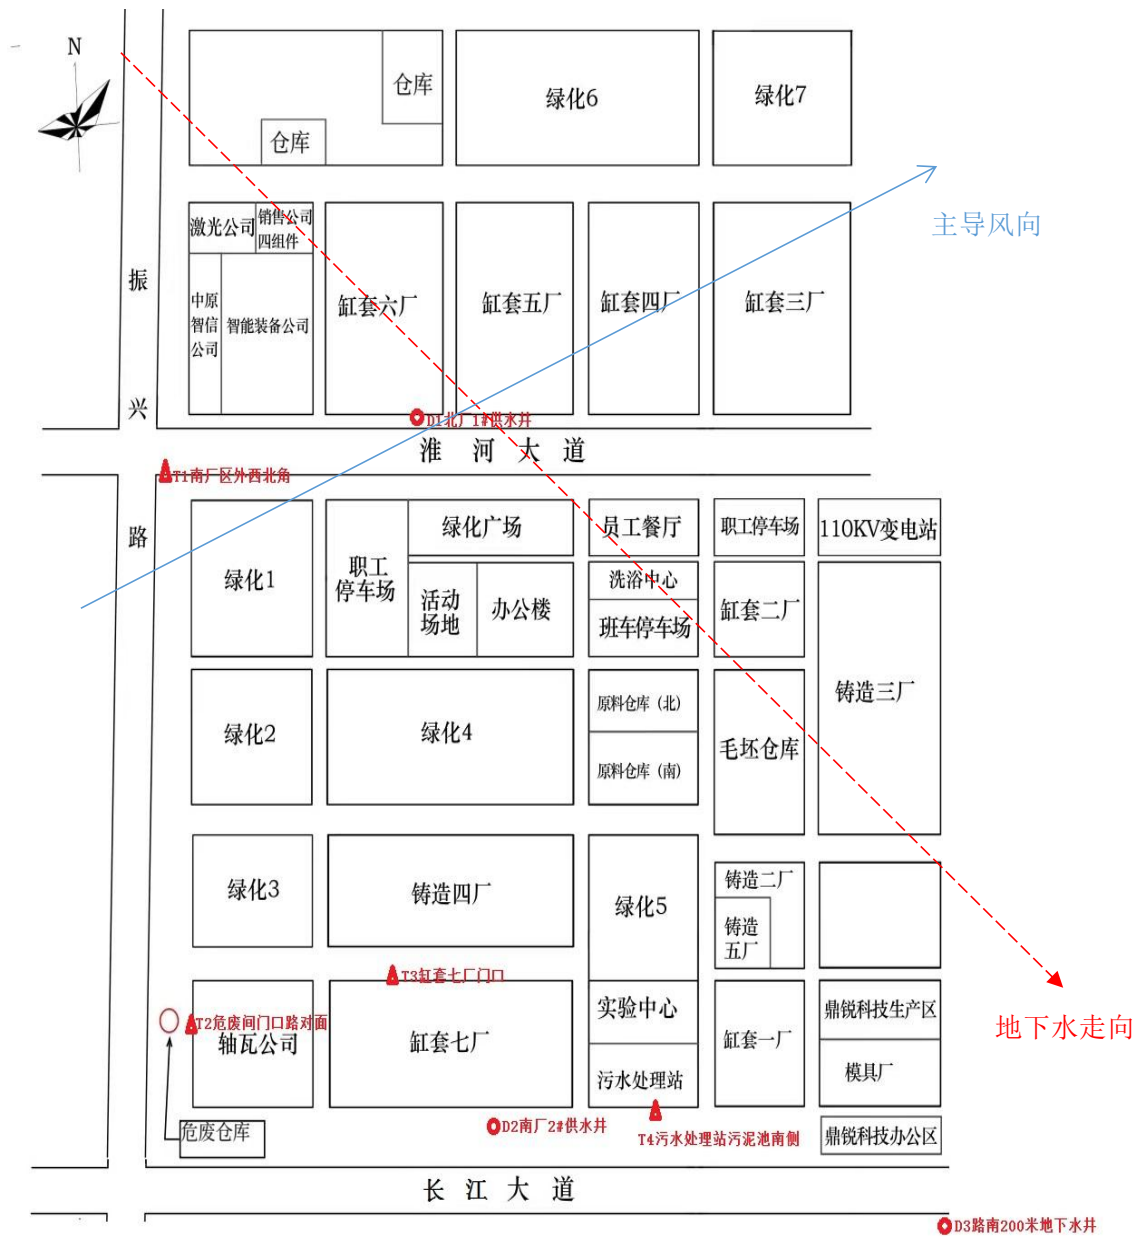 N
仓库
仓库
绿化6
绿化7
主导风向
激光公司
销售公司
四组件
中原
智信
公司
智能装备公司
缸套六厂
缸套五厂
缸套四厂
缸套三厂
振
兴
路
D1北厂1#供水井
淮河大道
T1南厂区外西北角
绿化1
职工
停车场
绿化广场
活动
场地
办公楼
员工餐厅
洗浴中心
班车停车场
职工停车场
缸套二厂
110KV变电站
铸造三厂
绿化2
绿化4
原料仓库（北）
原料仓库（南）
毛坯仓库
绿化3
铸造四厂
绿化5
铸造二厂
铸造
五厂
T3缸套七厂门口
T2危废间门口路对面
轴瓦公司
缸套七厂
实验中心
污水处理站
缸套一厂
鼎锐科技生产区
模具厂
地下水走向
危废仓库
D2南厂2#供水井
T4污水处理站污泥池南侧
鼎锐科技办公区
长江大道
D3路南200米地下水井